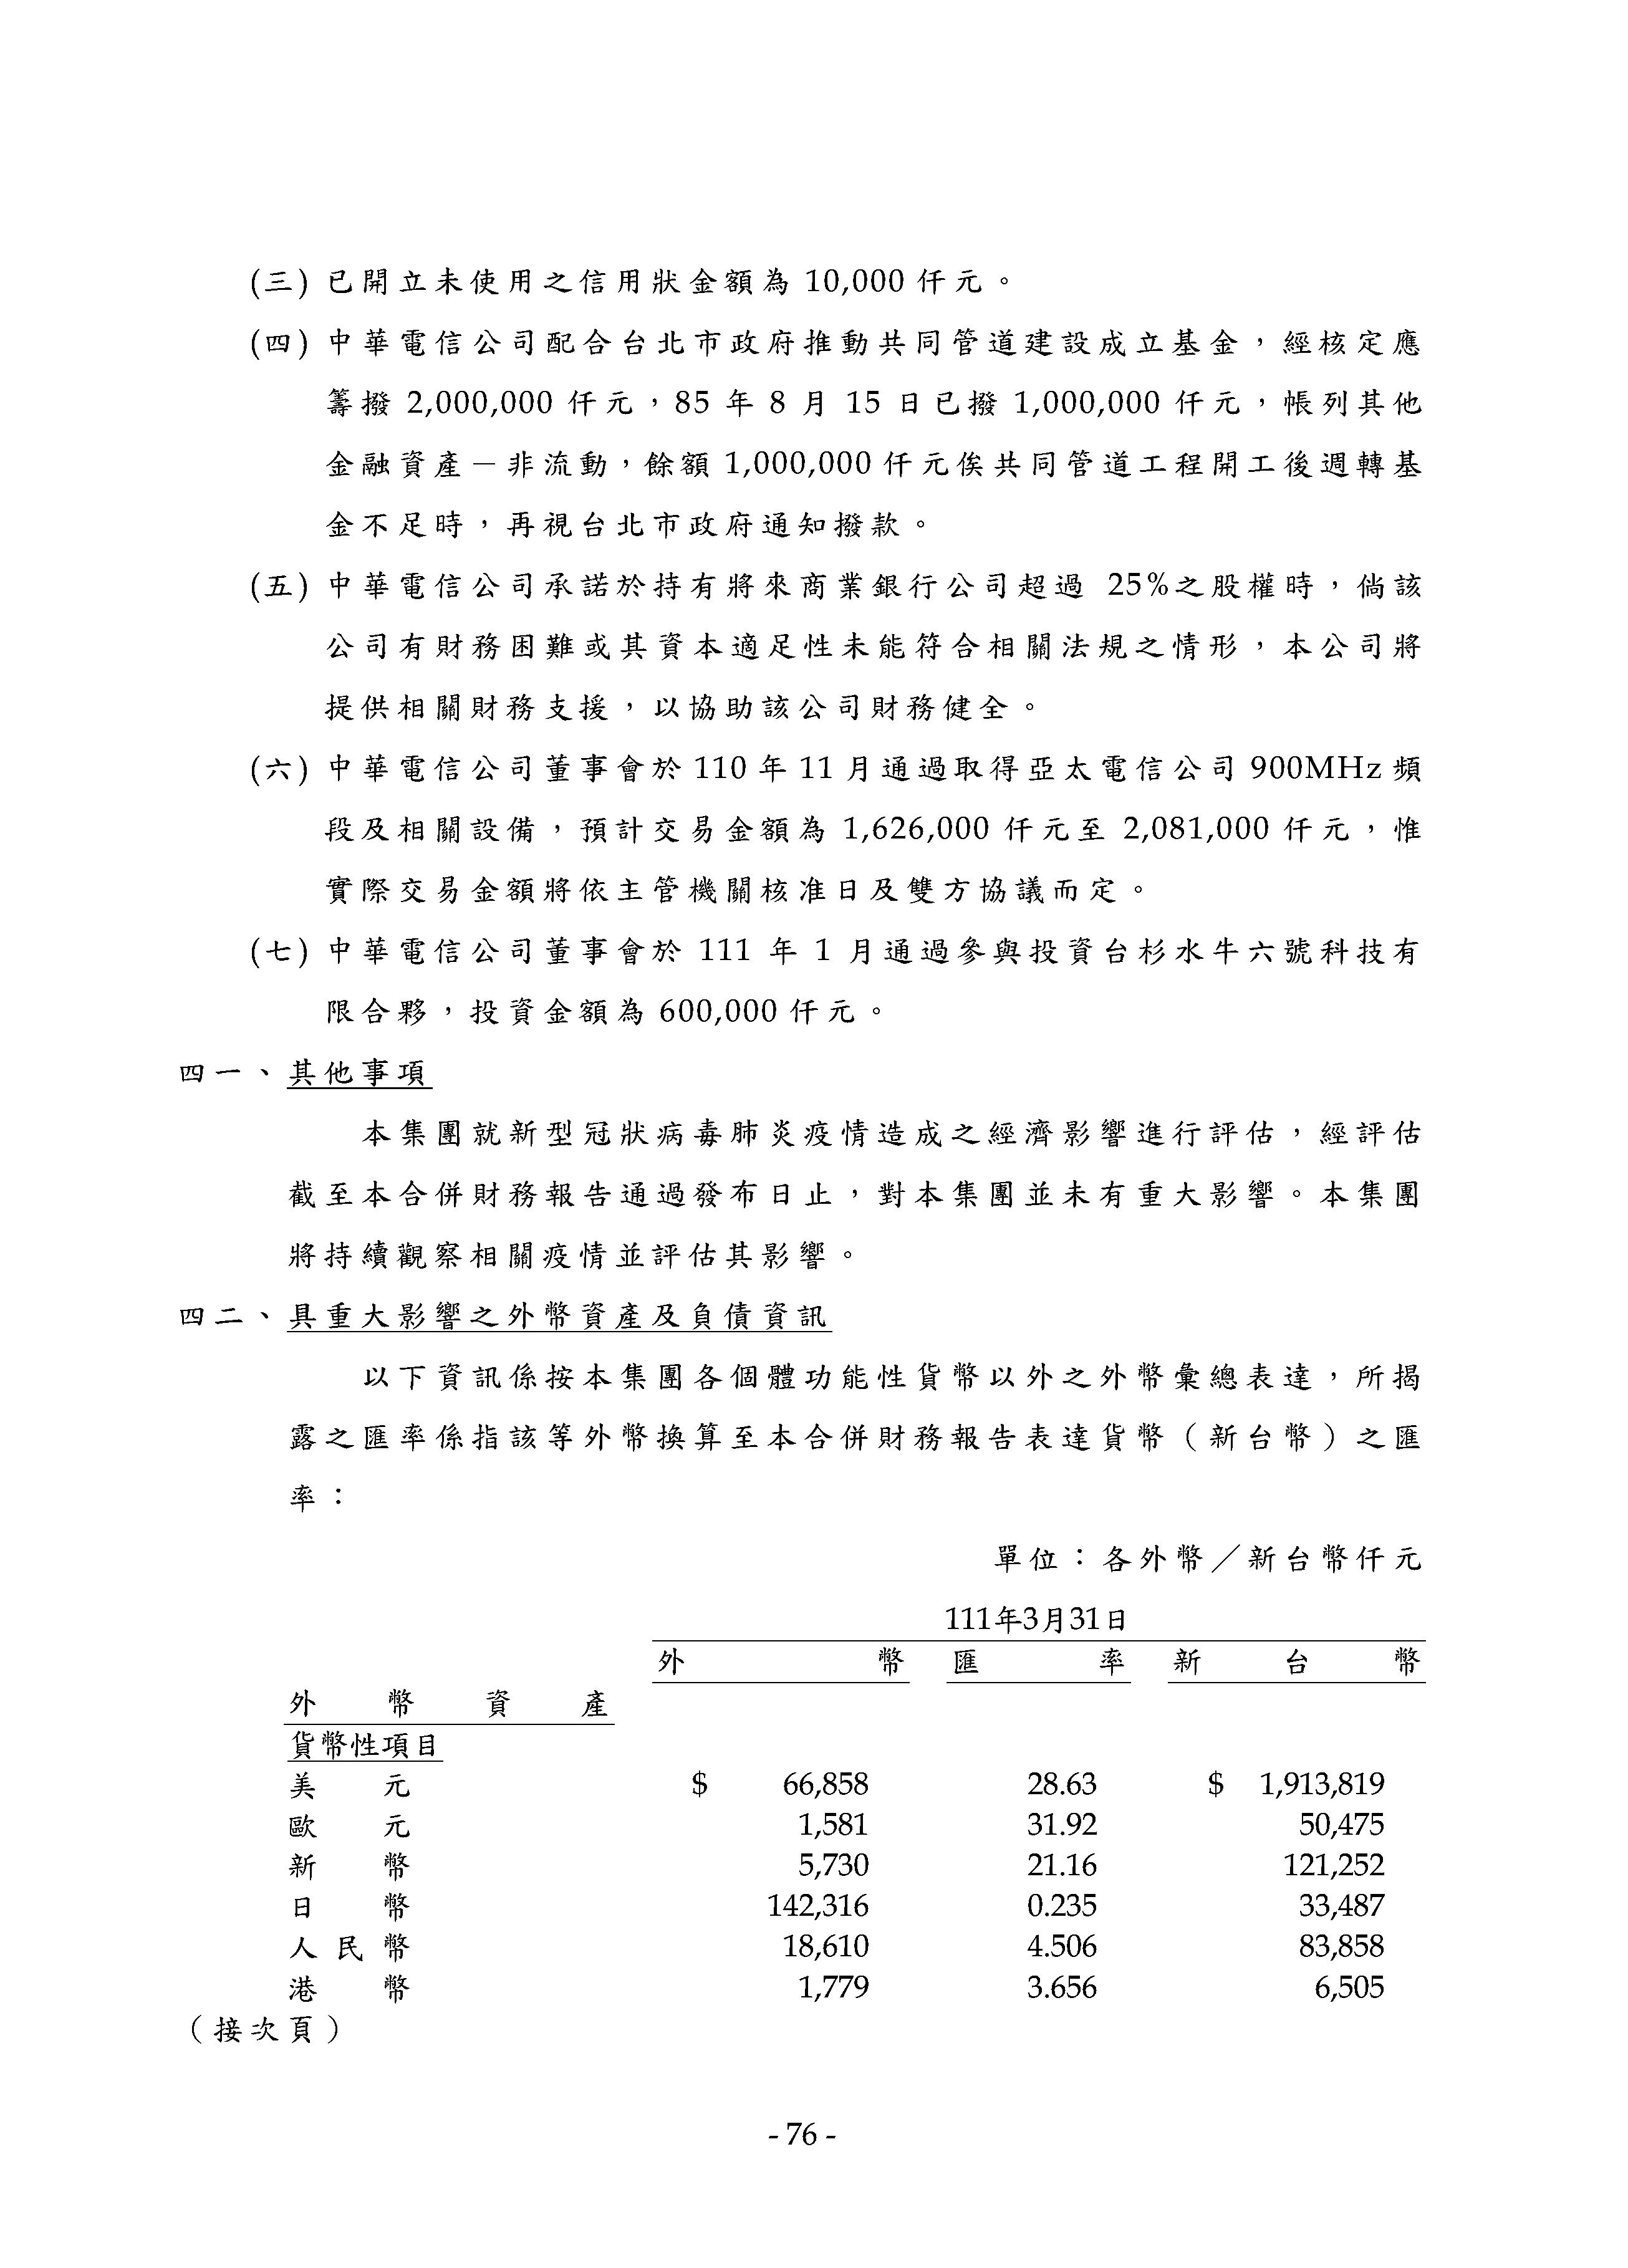 (三) 已開立未使用之信用狀金額為 10,000 仟元。
(四) 中華電信公司配合台北市政府推動共同管道建設成立基金，經核定應
籌撥 2,000,000 仟元，85 年 8 月 15 日已撥 1,000,000 仟元，帳列其他
金融資產－非流動，餘額 1,000,000 仟元俟共同管道工程開工後週轉基
金不足時，再視台北市政府通知撥款。
(五) 中華電信公司承諾於持有將來商業銀行公司超過 25%之股權時，倘該
公司有財務困難或其資本適足性未能符合相關法規之情形，本公司將
提供相關財務支援，以協助該公司財務健全。
(六) 中華電信公司董事會於 110 年 11 月通過取得亞太電信公司 900MHz 頻
段及相關設備，預計交易金額為 1,626,000 仟元至 2,081,000 仟元，惟
實際交易金額將依主管機關核准日及雙方協議而定。
(七) 中華電信公司董事會於 111 年 1 月通過參與投資台杉水牛六號科技有
限合夥，投資金額為 600,000 仟元。
四一、其他事項
本集團就新型冠狀病毒肺炎疫情造成之經濟影響進行評估，經評估
截至本合併財務報告通過發布日止，對本集團並未有重大影響。本集團
將持續觀察相關疫情並評估其影響。
四二、具重大影響之外幣資產及負債資訊
以下資訊係按本集團各個體功能性貨幣以外之外幣彙總表達，所揭
露之匯率係指該等外幣換算至本合併財務報告表達貨幣（新台幣）之匯
率：
單位：各外幣／新台幣仟元
111年3月31日
外幣 匯率 新台幣
外幣資產
貨幣性項目
美元 $ 66,858 28.63 $ 1,913,819
歐元 1,581 31.92 50,475
新幣 5,730 21.16 121,252
日幣 142,316 0.235 33,487
人民幣 18,610 4.506 83,858
港幣 1,779 3.656 6,505
（接次頁）
- 76 -